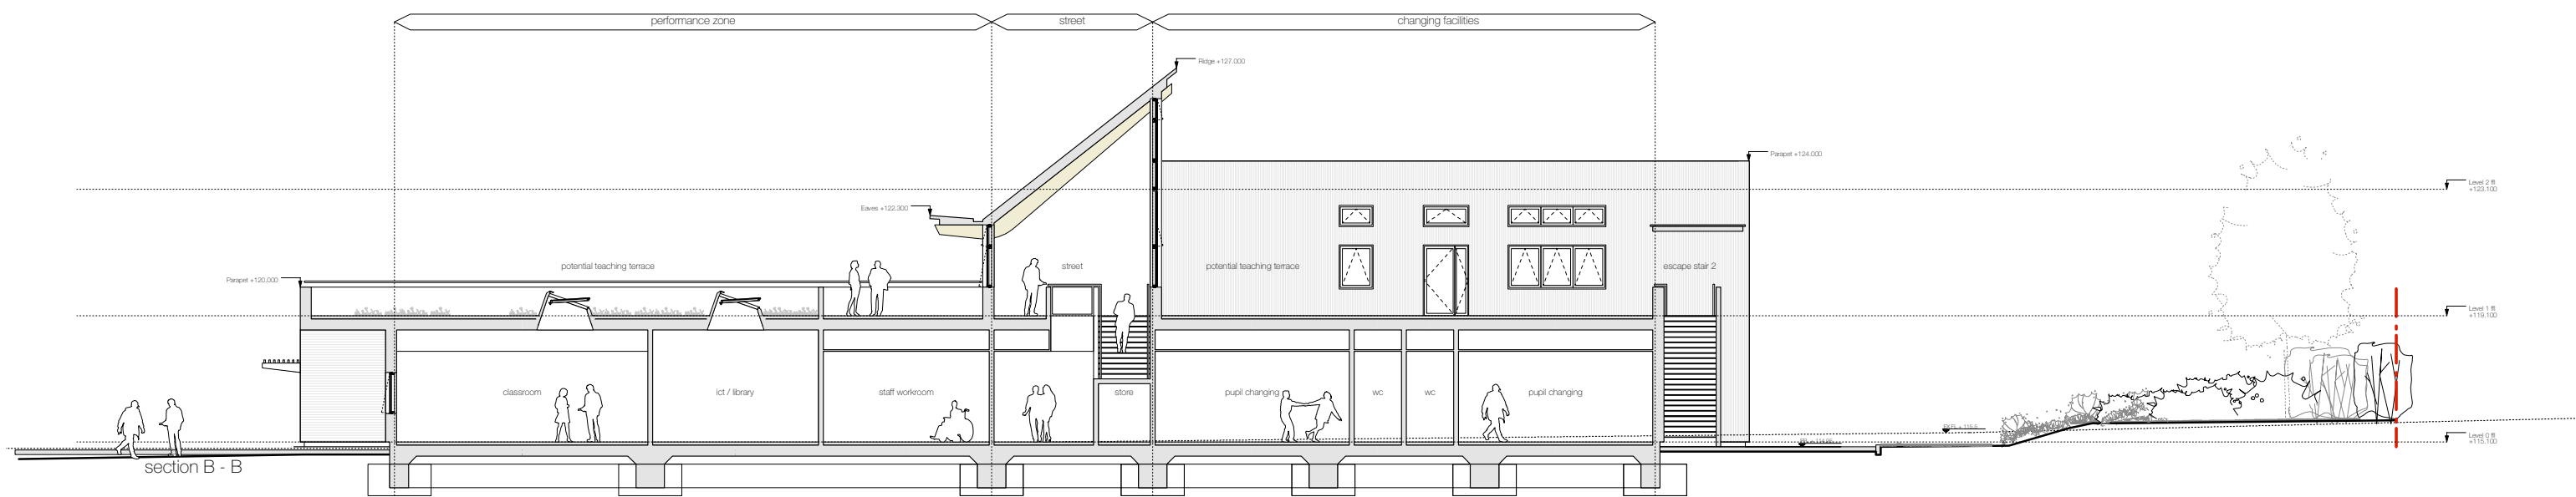 performance zone
street
changing facilities
Ridge +127.000
Parapet +124.000
Level 2 ffl
+123.100
Eaves +122.300
potential teaching terrace
street
potential teaching terrace
escape stair 2
Parapet +120.000
Level 1 ffl
+119.100
classroom
ict / library
staff workroom
store
pupil changing
wc
wc
pupil changing
Level 0 ffl
+115.100
section B - B